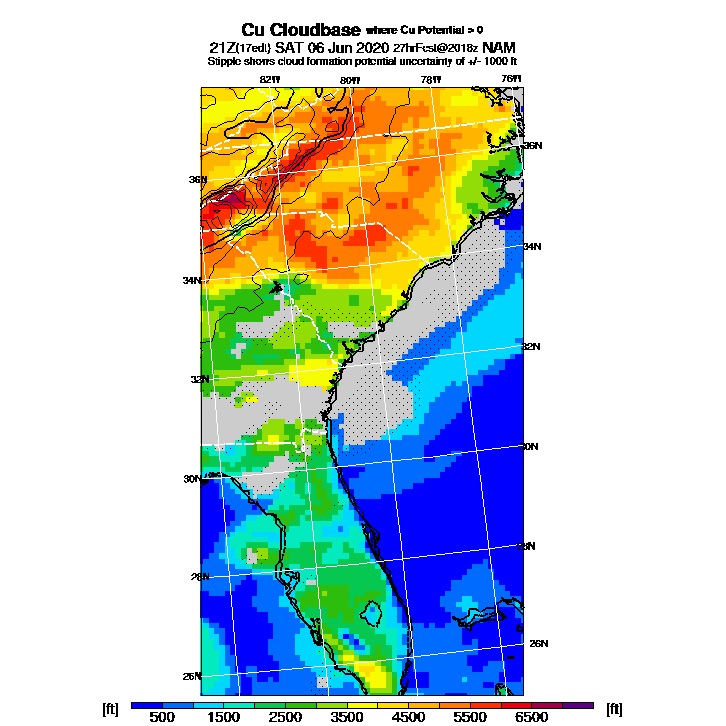 Cu Cloudbase where Cu Potential > 0
21Z(17edt) SAT 06 Jun 2020 27hrFcst@2018z NAM
Stipple shows cloud formation potential uncertainty of +/- 1000 ft
82W 80W 78W 76W
36N
36N
34N
34N
32N
32N
30N
30N
28N
28N
26N
26N
[ft] 500 1500 2500 3500 4500 5500 6500 [ft]